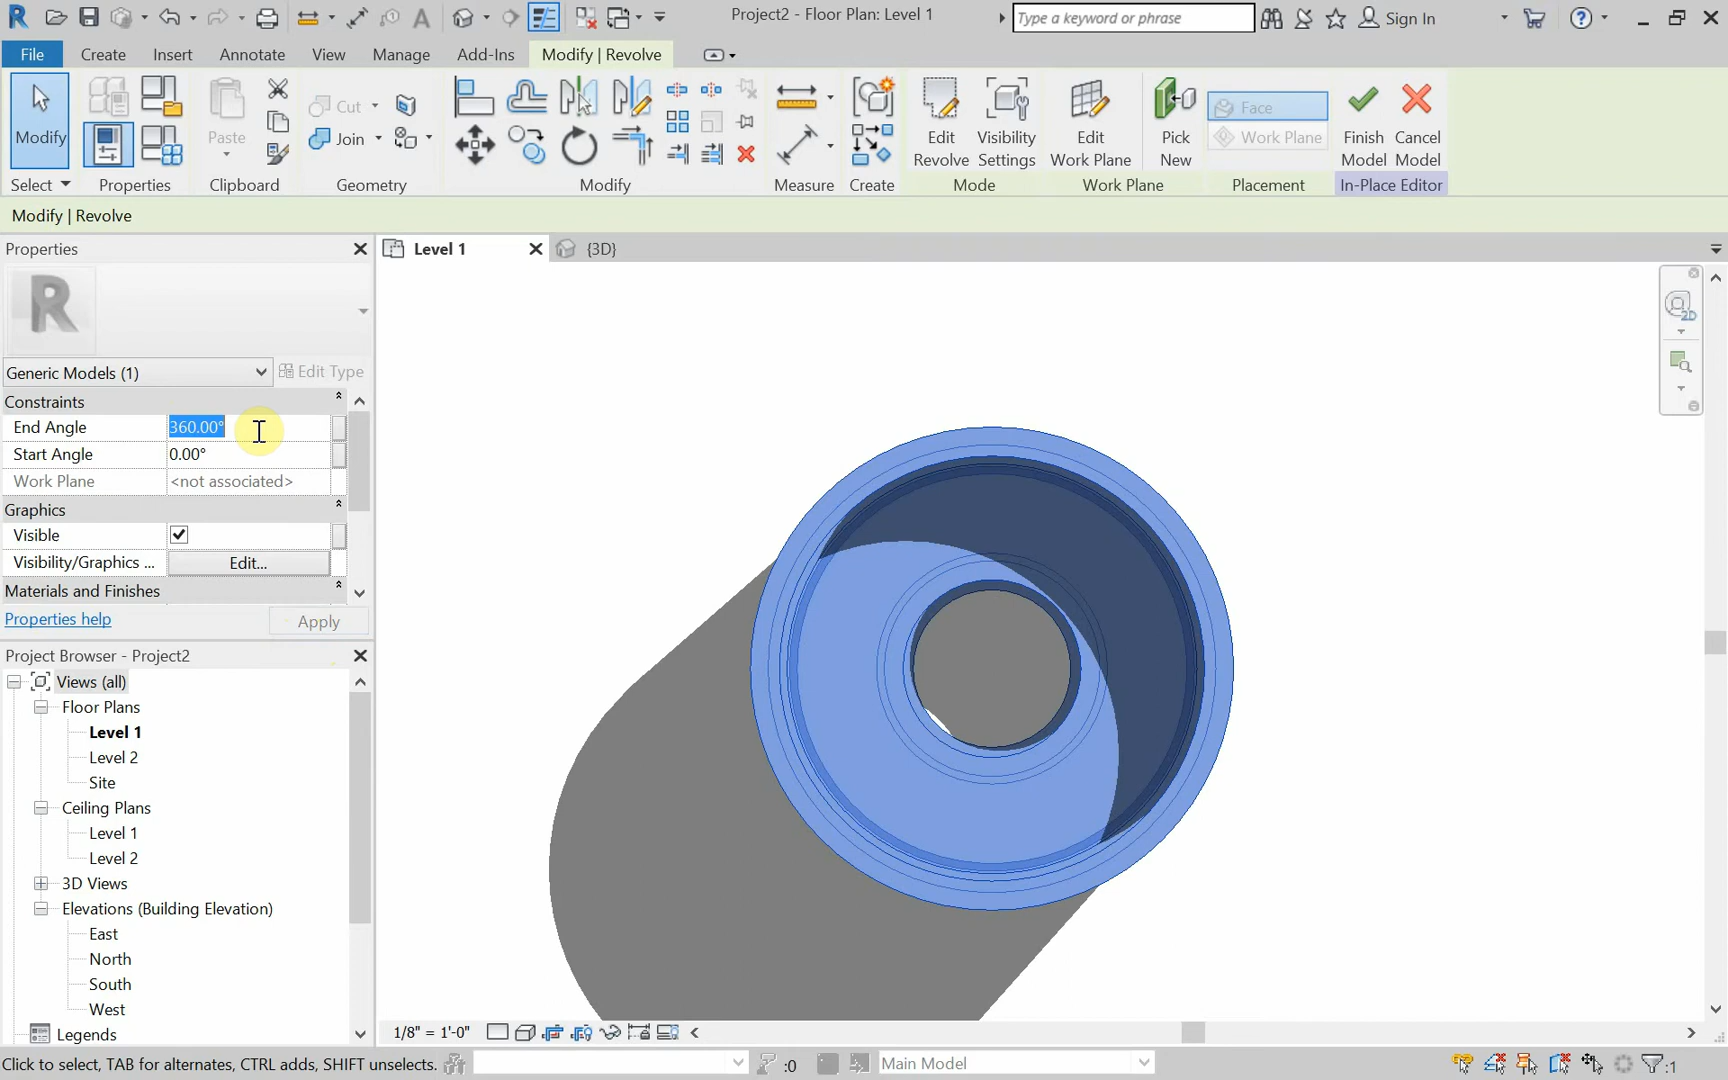 Project2 - Floor Plan: Level 1
Type a keyword or phrase
Sign In
File Create Insert Annotate View Manage Add-Ins Modify | Revolve
Modify
Paste
Cut
Join
Edit Revolve
Visibility Settings
Edit Work Plane
Pick New
Face
Work Plane
Finish Model
Cancel Model
Select Properties Clipboard Geometry Modify Measure Create Mode Work Plane Placement In-Place Editor
Modify | Revolve
Properties
Level 1
{3D}
R
Generic Models (1)
Edit Type
Constraints
End Angle 360.00°
Start Angle 0.00°
Work Plane <not associated>
Graphics
Visible
Visibility/Graphics ... Edit...
Materials and Finishes
Properties help
Apply
Project Browser - Project2
Views (all)
Floor Plans
Level 1
Level 2
Site
Ceiling Plans
Level 1
Level 2
3D Views
Elevations (Building Elevation)
East
North
South
West
Legends
2D
1/8" = 1'-0"
Click to select, TAB for alternates, CTRL adds, SHIFT unselects.
:0
Main Model
:1